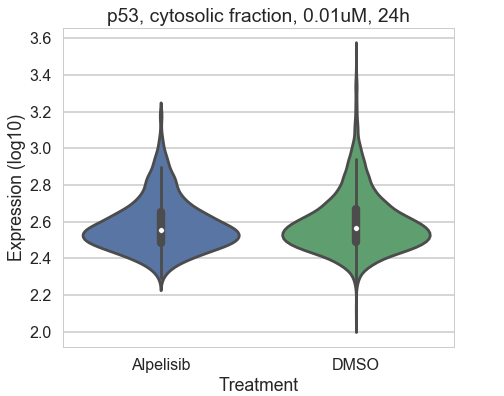 p53, cytosolic fraction, 0.01uM, 24h
3.6
3.4
3.2
3.0
2.8
2.6
2.4
2.2
2.0
Expression (log10)
Alpelisib DMSO
Treatment